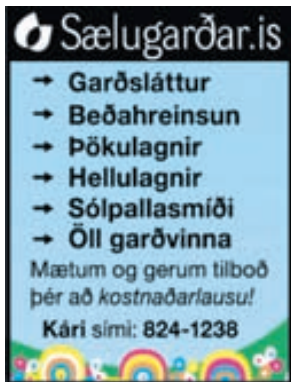 Sælugarðar.is
→ Garðsláttur
→ Beðahreinsun
→ Þökulagnir
→ Hellulagnir
→ Sólpallasmíði
→ Öll garðvinna
Mætum og gerum tilboð
þér að kostnaðarlausu!
Kári sími: 824-1238